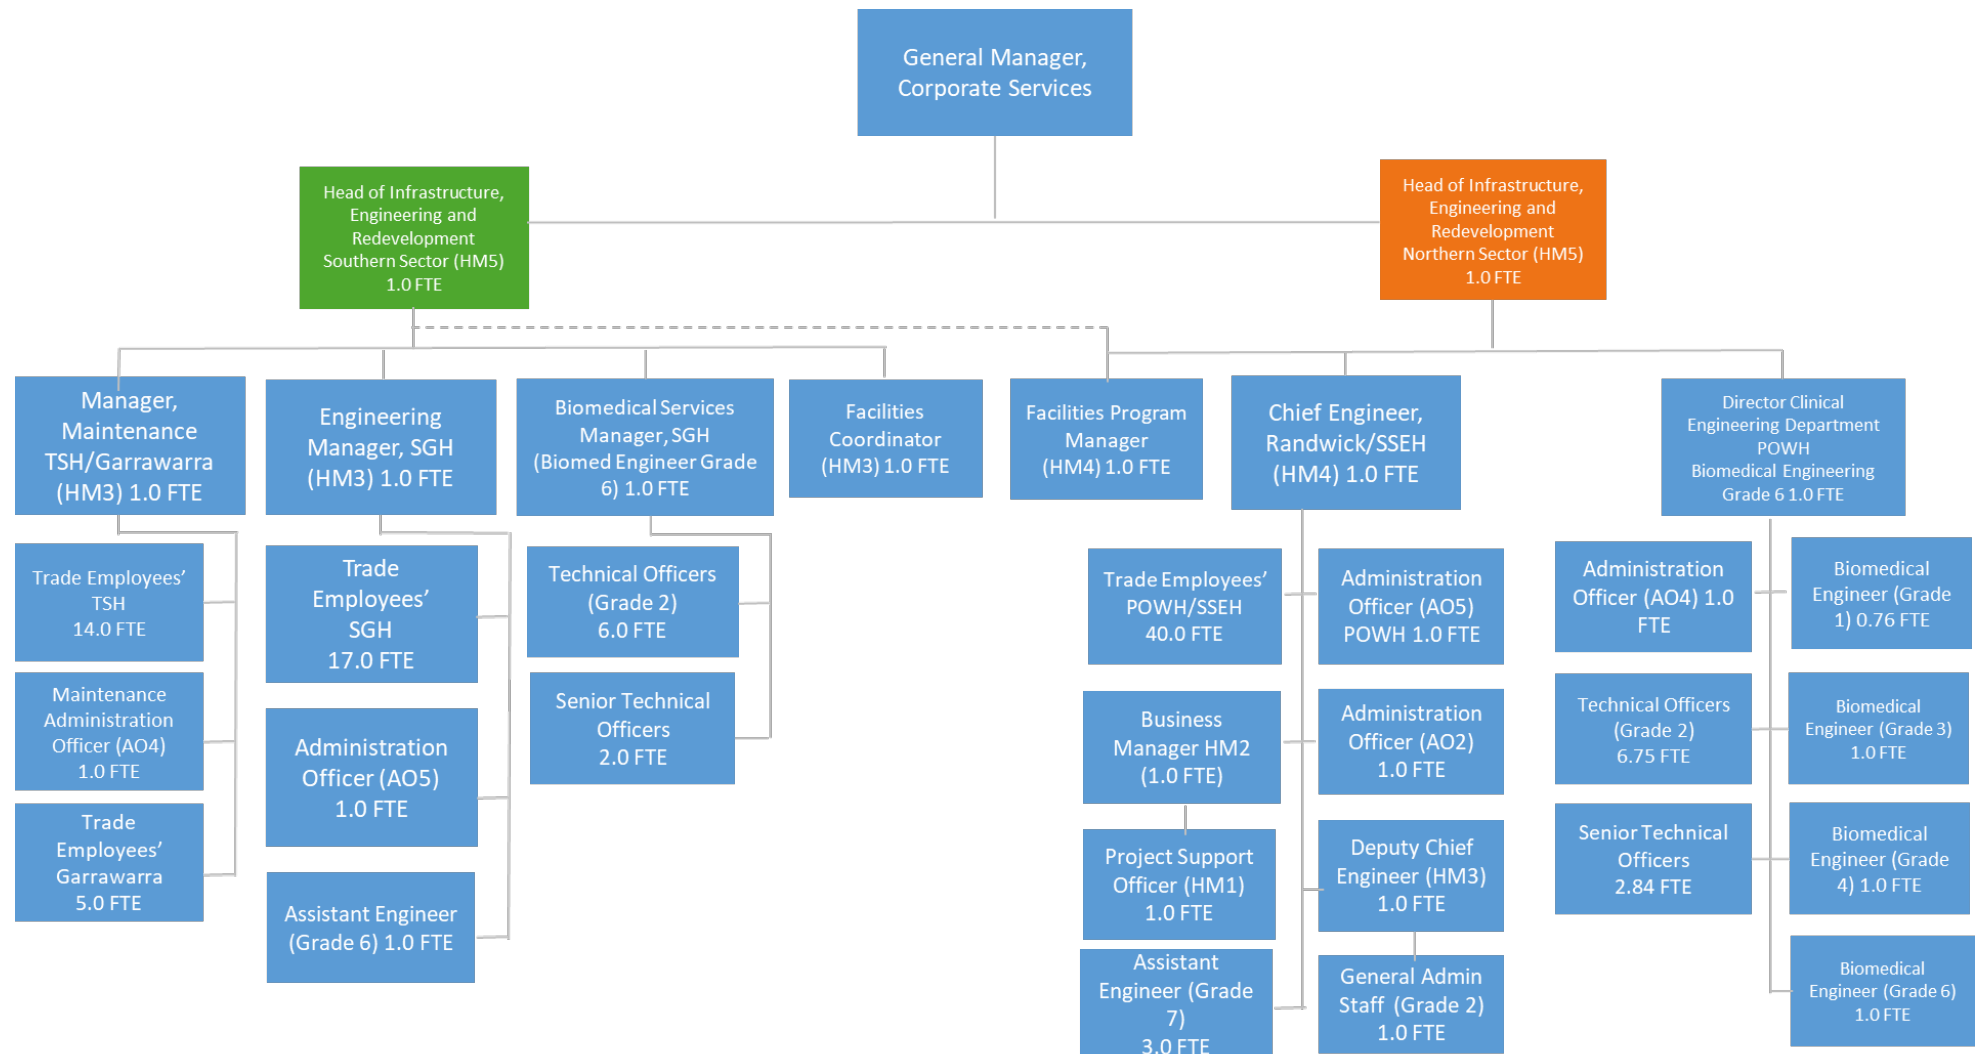 General Manager,
Corporate Services
Head of Infrastructure,
Engineering and
Redevelopment
Southern Sector (HM5)
1.0 FTE
Head of Infrastructure,
Engineering and
Redevelopment
Northern Sector (HM5)
1.0 FTE
Manager,
Maintenance
TSH/Garrawarra
(HM3) 1.0 FTE
Engineering
Manager, SGH
(HM3) 1.0 FTE
Biomedical Services
Manager, SGH
(Biomed Engineer Grade
6) 1.0 FTE
Facilities
Coordinator
(HM3) 1.0 FTE
Facilities Program
Manager
(HM4) 1.0 FTE
Chief Engineer,
Randwick/SSEH
(HM4) 1.0 FTE
Director Clinical
Engineering Department
POWH
Biomedical Engineering
Grade 6 1.0 FTE
Trade Employees’
TSH
14.0 FTE
Maintenance
Administration
Officer (AO4)
1.0 FTE
Trade
Employees’
Garrawarra
5.0 FTE
Trade
Employees’
SGH
17.0 FTE
Administration
Officer (AO5)
1.0 FTE
Assistant Engineer
(Grade 6) 1.0 FTE
Technical Officers
(Grade 2)
6.0 FTE
Senior Technical
Officers
2.0 FTE
Trade Employees’
POWH/SSEH
40.0 FTE
Administration
Officer (AO5)
POWH 1.0 FTE
Business
Manager HM2
(1.0 FTE)
Administration
Officer (AO2)
1.0 FTE
Project Support
Officer (HM1)
1.0 FTE
Deputy Chief
Engineer (HM3)
1.0 FTE
Assistant
Engineer (Grade
7)
3.0 FTE
General Admin
Staff (Grade 2)
1.0 FTE
Administration
Officer (AO4) 1.0
FTE
Biomedical
Engineer (Grade
1) 0.76 FTE
Technical Officers
(Grade 2)
6.75 FTE
Biomedical
Engineer (Grade 3)
1.0 FTE
Senior Technical
Officers
2.84 FTE
Biomedical
Engineer (Grade
4) 1.0 FTE
Biomedical
Engineer (Grade 6)
1.0 FTE